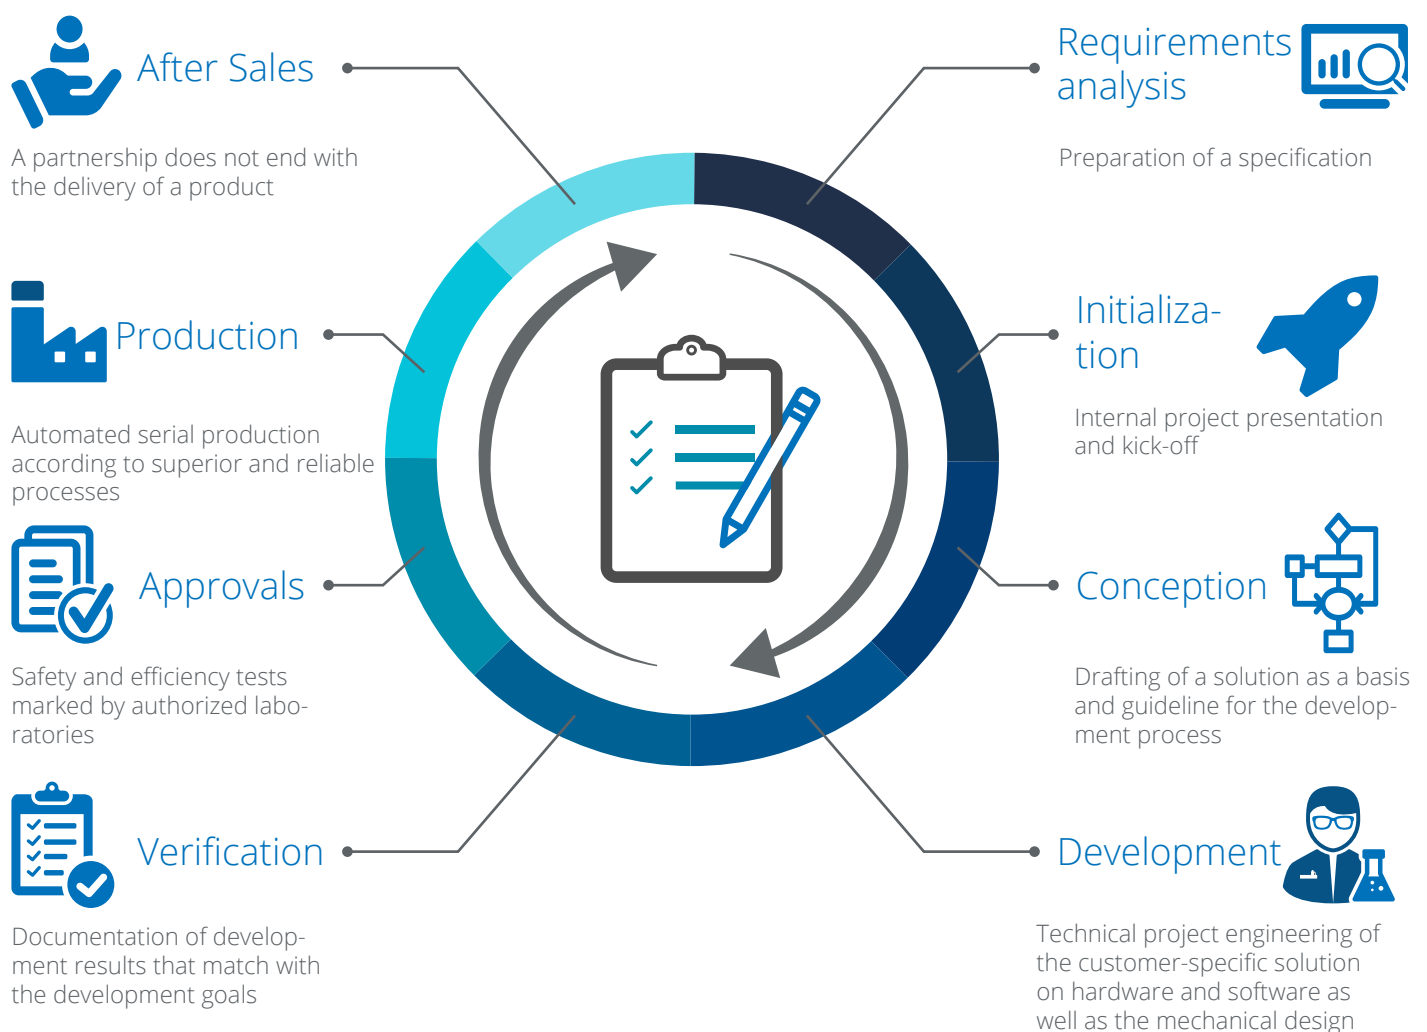 After Sales
A partnership does not end with
the delivery of a product
Requirements
analysis
Preparation of a specification
Production
Automated serial production
according to superior and reliable
processes
Initializa-
tion
Internal project presentation
and kick-off
Approvals
Safety and efficiency tests
marked by authorized labo-
ratories
Conception
Drafting of a solution as a basis
and guideline for the develop-
ment process
Verification
Documentation of develop-
ment results that match with
the development goals
Development
Technical project engineering of
the customer-specific solution
on hardware and software as
well as the mechanical design